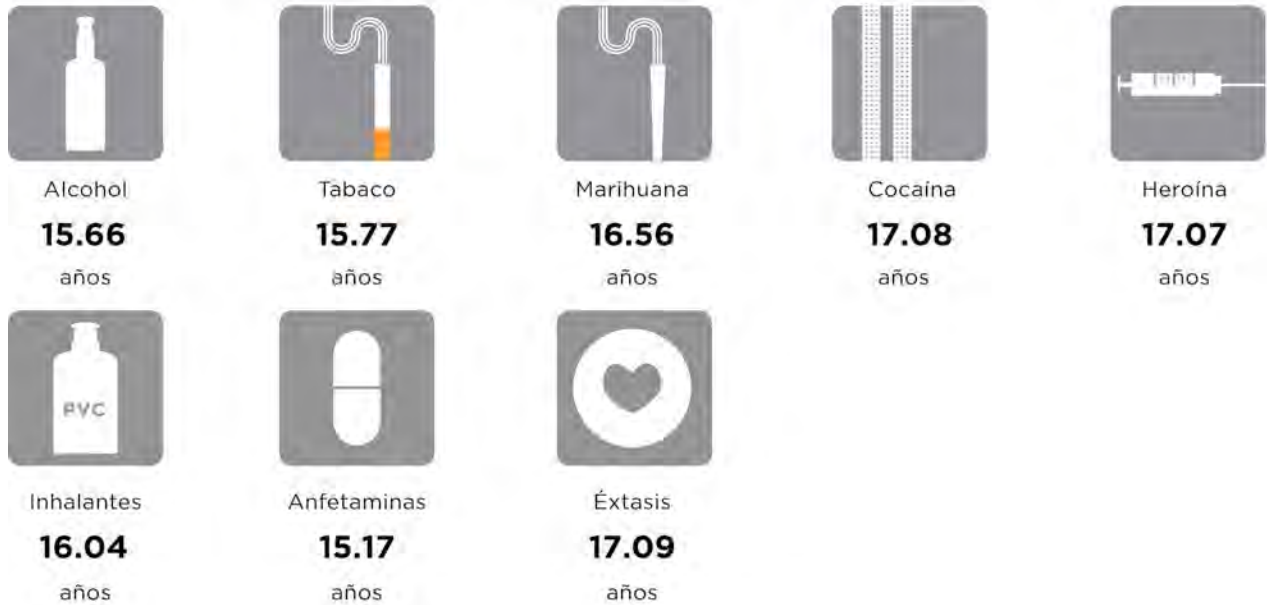 Alcohol
15.66
años
Tabaco
15.77
años
Marihuana
16.56
años
Cocaína
17.08
años
Heroína
17.07
años
PVC
Inhalantes
16.04
años
Anfetaminas
15.17
años
Éxtasis
17.09
años